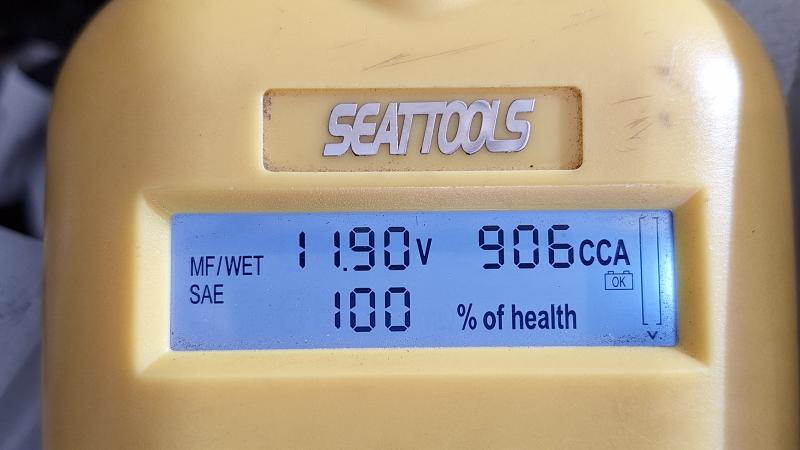 SEATTOOLS
MF/WET 11.90V 906CCA
SAE OK
100 % of health
V